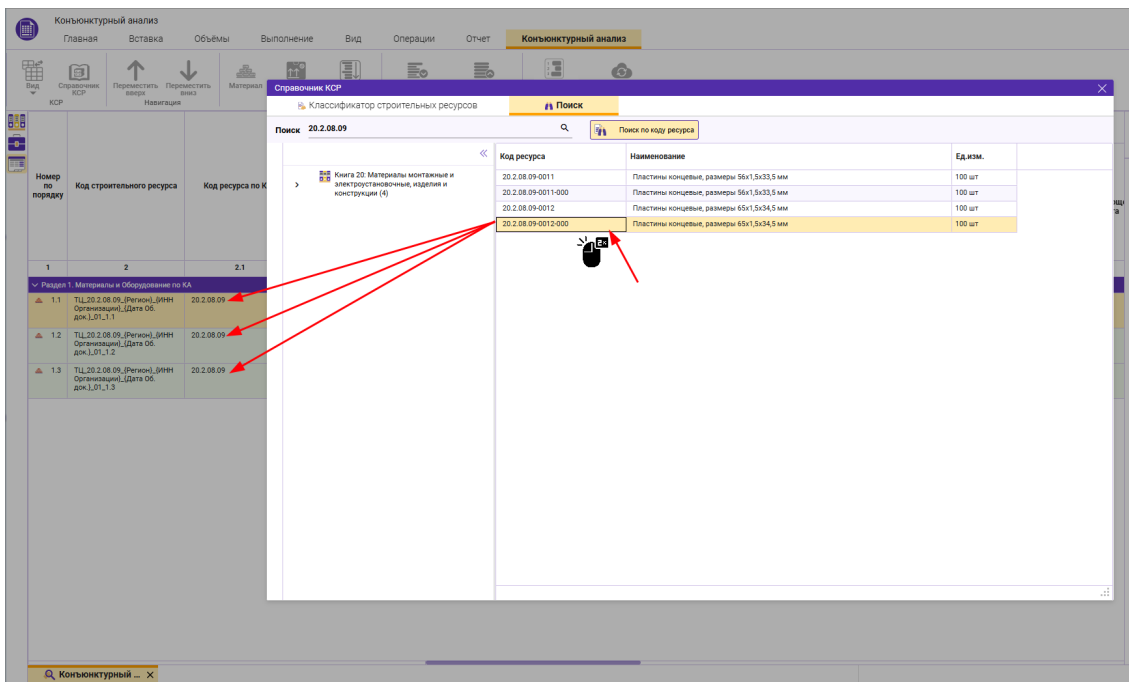 Конъюнктурный анализ
Главная Вставка Объёмы Выполнение Вид Операции Отчет Конъюнктурный анализ
Вид Справочник КСР Переместить вверх Переместить вниз Материал
КСР Навигация
Справочник КСР
Классификатор строительных ресурсов Поиск
Поиск 20.2.08.09 Поиск по коду ресурса
Книга 20: Материалы монтажные и
электроустановочные, изделия и
конструкции (4)
Код ресурса Наименование Ед.изм.
20.2.08.09-0011 Пластины концевые, размеры 56х1,5х33,5 мм 100 шт
20.2.08.09-0011-000 Пластины концевые, размеры 56х1,5х33,5 мм 100 шт
20.2.08.09-0012 Пластины концевые, размеры 65х1,5х34,5 мм 100 шт
20.2.08.09-0012-000 Пластины концевые, размеры 65х1,5х34,5 мм 100 шт
2×
Номер
по
порядку
Код строительного ресурса
Код ресурса по К
1 2 2.1
Раздел 1. Материалы и Оборудование по КА
1.1 ТЦ_20.2.08.09_{Регион}_{ИНН 20.2.08.09
Организации}_{Дата Об.
док.}_01_1.1
1.2 ТЦ_20.2.08.09_{Регион}_{ИНН 20.2.08.09
Организации}_{Дата Об.
док.}_01_1.2
1.3 ТЦ_20.2.08.09_{Регион}_{ИНН 20.2.08.09
Организации}_{Дата Об.
док.}_01_1.3
Конъюнктурный ...